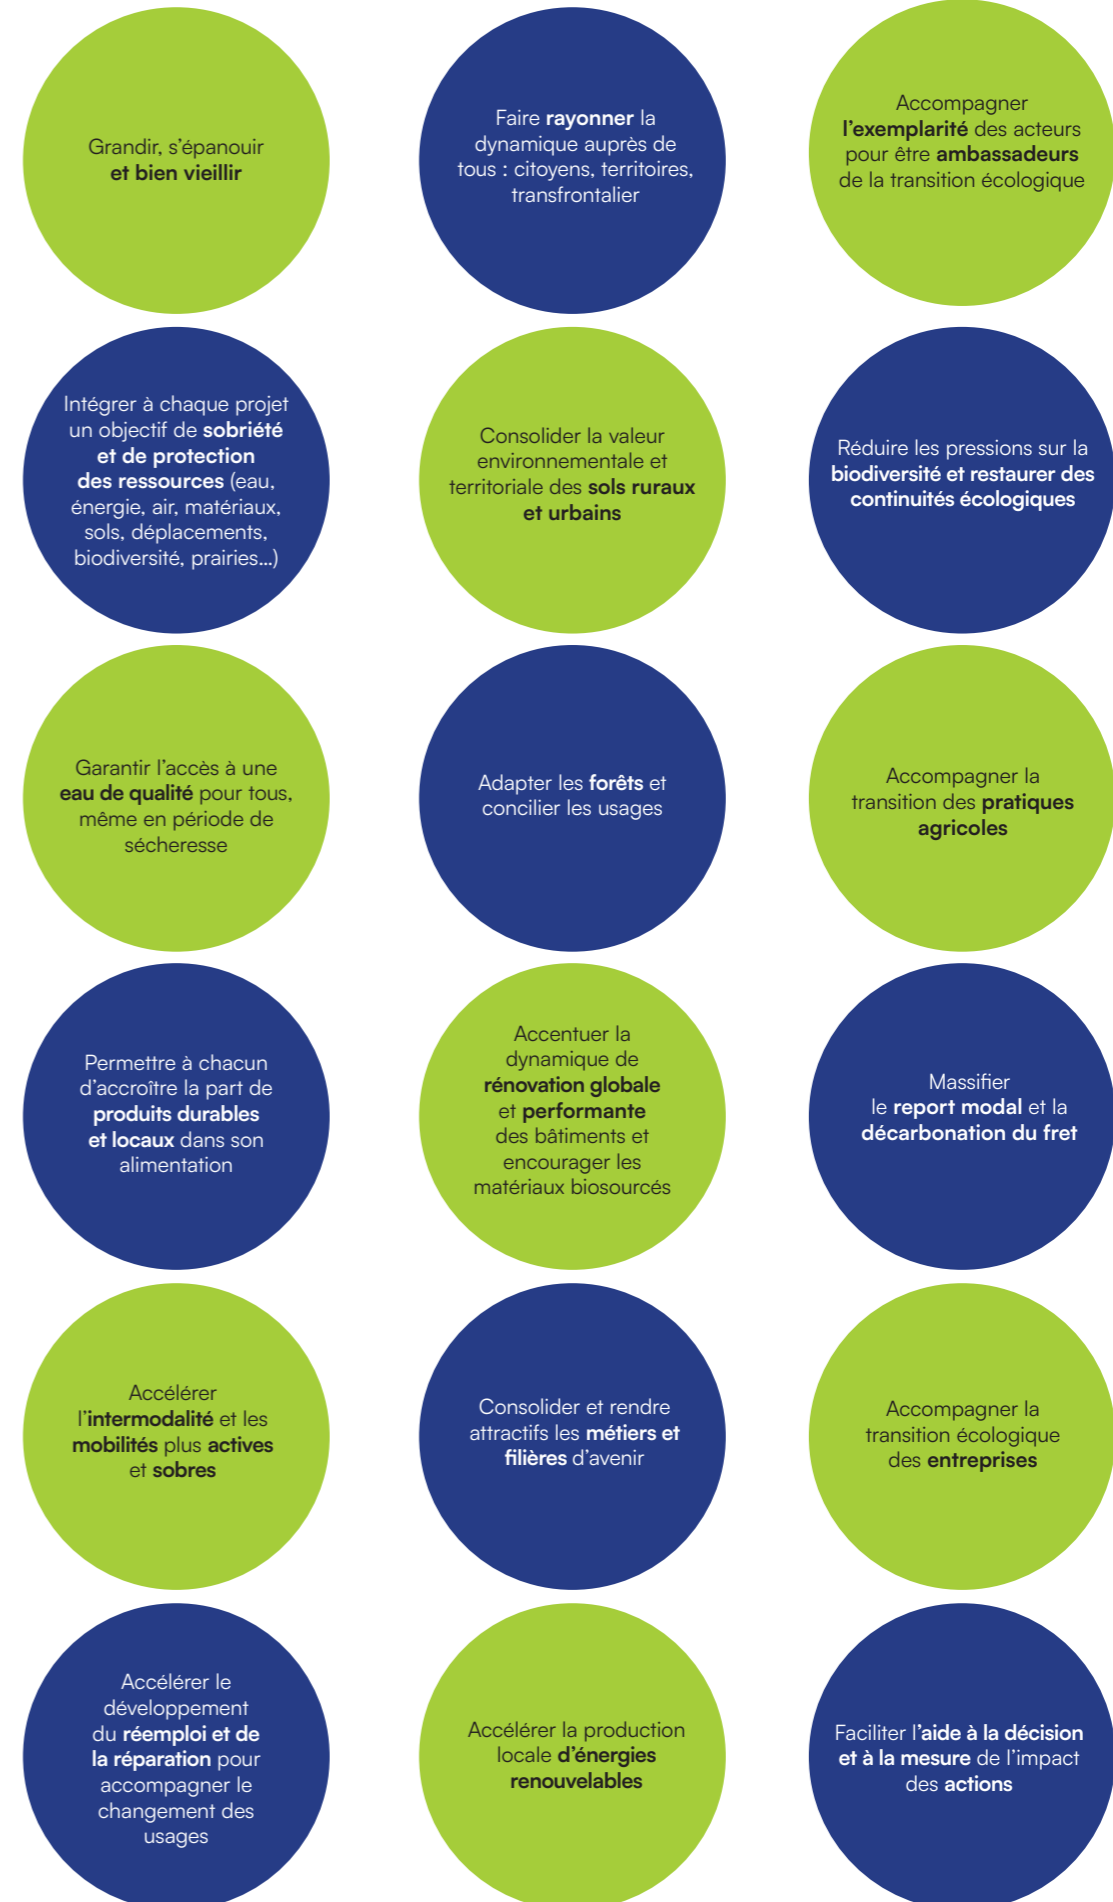 Grandir, s’épanouir
et bien vieillir
Faire rayonner la
dynamique auprès de
tous : citoyens, territoires,
transfrontalier
Accompagner
l’exemplarité des acteurs
pour être ambassadeurs
de la transition écologique
Intégrer à chaque projet
un objectif de sobriété
et de protection
des ressources (eau,
énergie, air, matériaux,
sols, déplacements,
biodiversité, prairies…)
Consolider la valeur
environnementale et
territoriale des sols ruraux
et urbains
Réduire les pressions sur la
biodiversité et restaurer des
continuités écologiques
Garantir l’accès à une
eau de qualité pour tous,
même en période de
sécheresse
Adapter les forêts et
concilier les usages
Accompagner la
transition des pratiques
agricoles
Permettre à chacun
d’accroître la part de
produits durables
et locaux dans son
alimentation
Accentuer la
dynamique de
rénovation globale
et performante
des bâtiments et
encourager les
matériaux biosourcés
Massifier
le report modal et la
décarbonation du fret
Accélérer
l’intermodalité et les
mobilités plus actives
et sobres
Consolider et rendre
attractifs les métiers et
filières d’avenir
Accompagner la
transition écologique
des entreprises
Accélérer le
développement
du réemploi et de
la réparation pour
accompagner le
changement des
usages
Accélérer la production
locale d’énergies
renouvelables
Faciliter l’aide à la décision
et à la mesure de l’impact
des actions